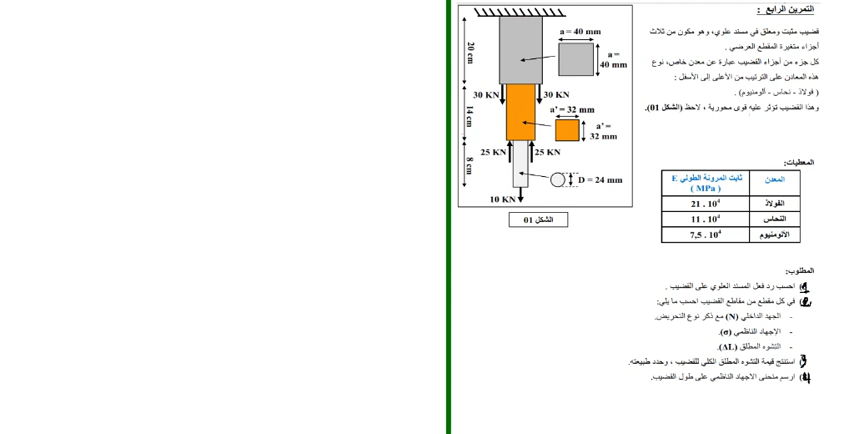 التمرين الرابع :
قضيب مثبت ومعلق في مسند علوي، وهو مكون من ثلاث
أجزاء متغيرة المقطع العرضي .
كل جزء من أجزاء القضيب عبارة عن معدن خاص، نوع
هذه المعادن على الترتيب من الأعلى إلى الأسفل :
( فولاذ - نحاس - ألومنيوم ) .
وهذا القضيب تؤثر عليه قوى محورية ، لاحظ (الشكل 01).
a = 40 mm
a =
40 mm
20 cm
30 KN
30 KN
a' = 32 mm
a' =
32 mm
14 cm
25 KN
25 KN
D = 24 mm
8 cm
10 KN
الشكل 01
المعطيات:
المعدن
ثابت المرونة الطولي E
( MPa )
الفولاذ
21 . 10⁴
النحاس
11 . 10⁴
الألومنيوم
7,5 . 10⁴
المطلوب:
1) احسب رد فعل المسند العلوي على القضيب .
2) في كل مقطع من مقاطع القضيب احسب ما يلي:
- الجهد الداخلي (N) مع ذكر نوع التحريض.
- الاجهاد الناظمي (σ).
- التشوه المطلق (ΔL).
3) استنتج قيمة التشوه المطلق الكلي للقضيب ، وحدد طبيعته.
4) ارسم منحنى الاجهاد الناظمي على طول القضيب.